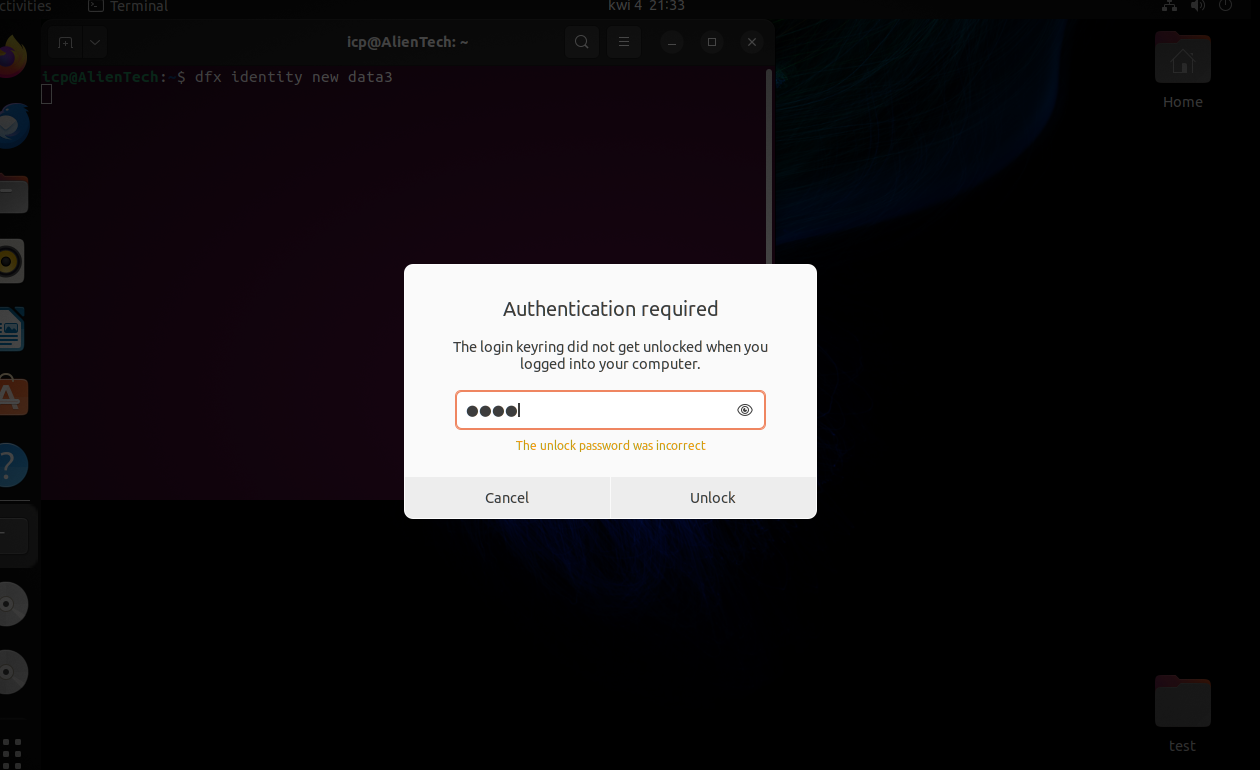 ctivities
Terminal
kwi 4 21:33
icp@AlienTech: ~
icp@AlienTech:~$ dfx identity new data3
Home
Authentication required
The login keyring did not get unlocked when you
logged into your computer.
The unlock password was incorrect
Cancel
Unlock
test